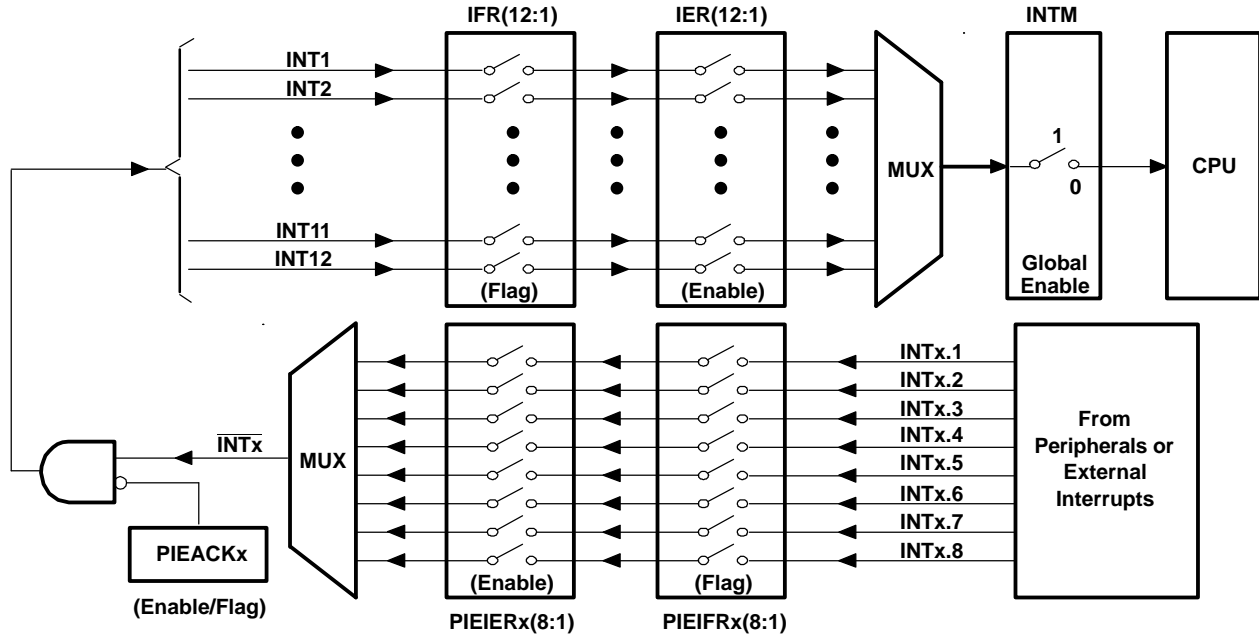 IFR(12:1) IER(12:1) INTM
INT1
INT2
1
MUX
CPU
0
INT11
INT12
Global
Enable
(Flag) (Enable)
INTx.1
INTx.2
INTx.3
INTx.4
INTx.5
INTx.6
INTx.7
INTx.8
From
Peripherals or
External
Interrupts
INTx
MUX
PIEACKx
(Enable/Flag)
(Enable) (Flag)
PIEIERx(8:1) PIEIFRx(8:1)